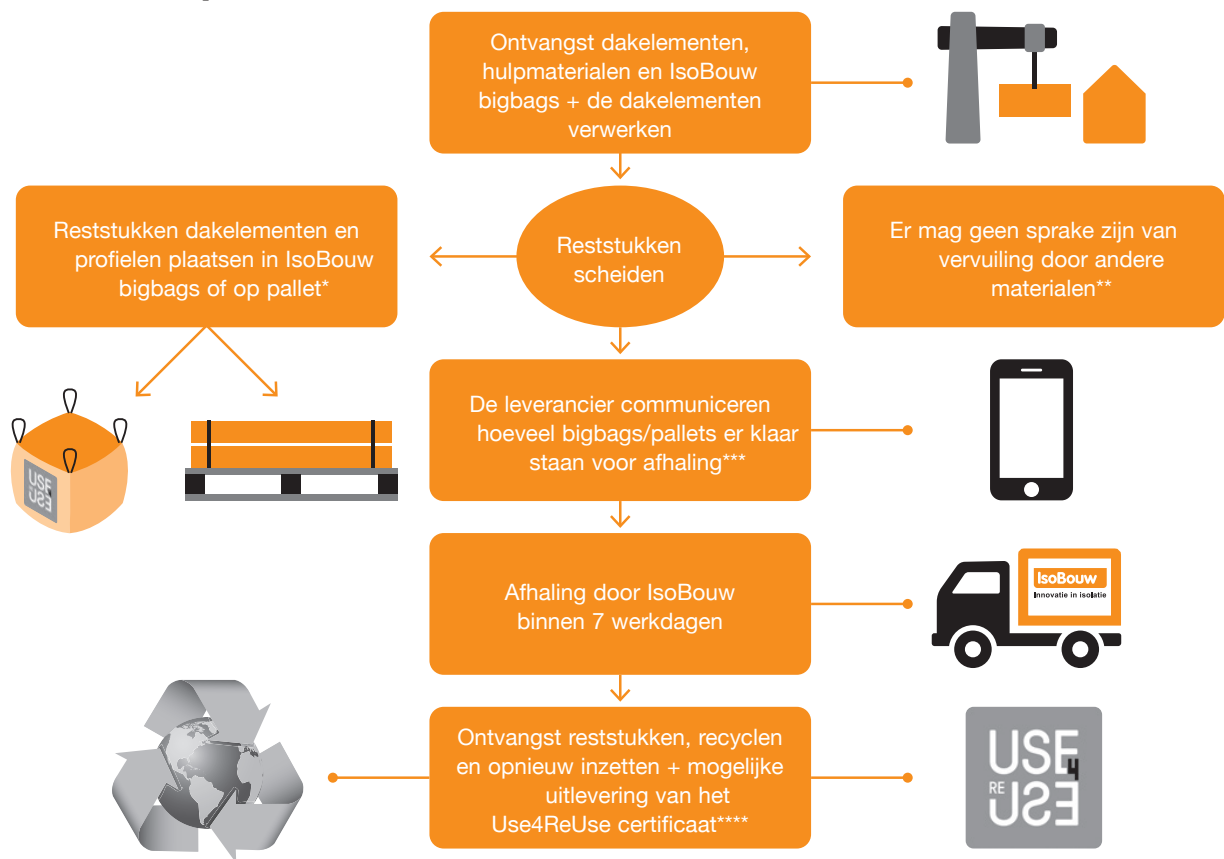 Ontvangst dakelementen,
hulpmaterialen en IsoBouw
bigbags + de dakelementen
verwerken
Reststukken dakelementen en
profielen plaatsen in IsoBouw
bigbags of op pallet*
Reststukken
scheiden
Er mag geen sprake zijn van
vervuiling door andere
materialen**
USE
RE
USE
De leverancier communiceren
hoeveel bigbags/pallets er klaar
staan voor afhaling***
Afhaling door IsoBouw
binnen 7 werkdagen
IsoBouw
Innovatie in isolatie
Ontvangst reststukken, recyclen
en opnieuw inzetten + mogelijke
uitlevering van het
Use4ReUse certificaat****
USE
4
RE
USE